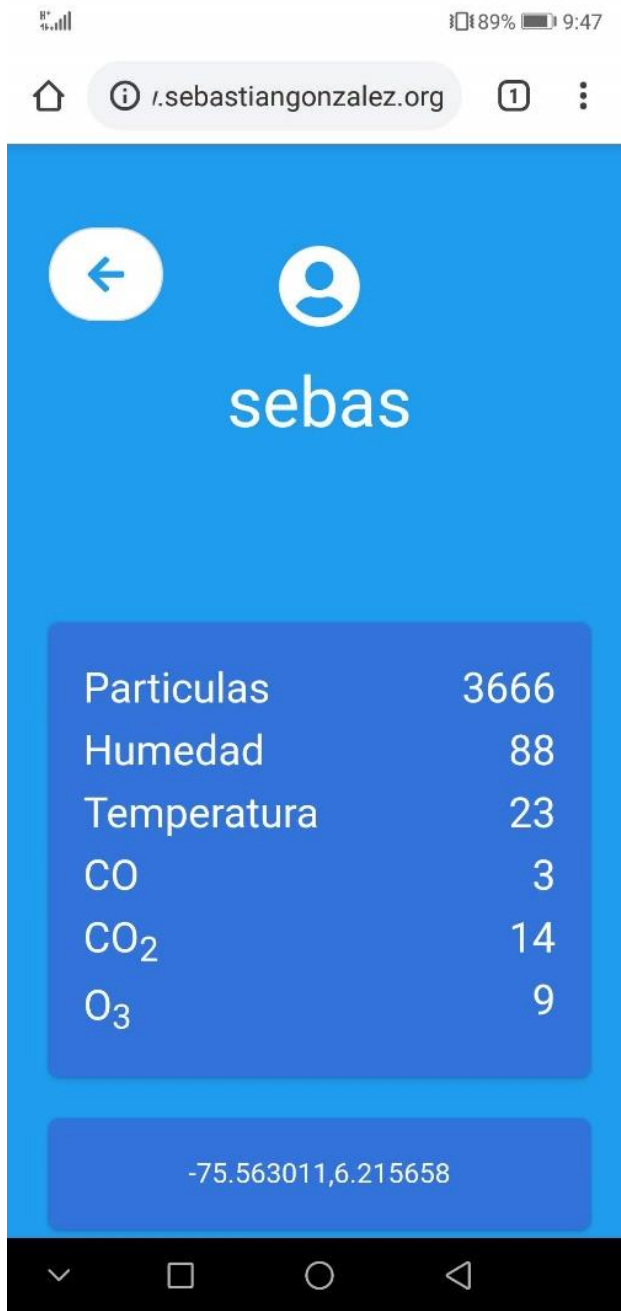 H+
89% 9:47
.sebastiangonzalez.org 1
sebas
Particulas 3666
Humedad 88
Temperatura 23
CO 3
CO₂ 14
O₃ 9
-75.563011,6.215658